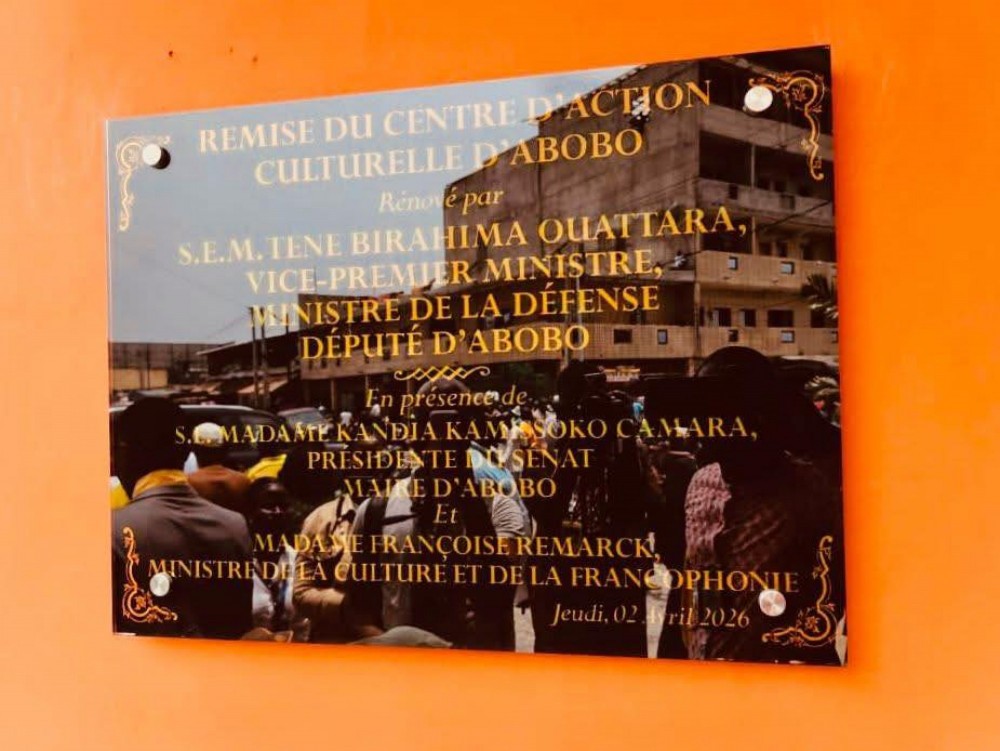 REMISE DU CENTRE D'ACTION
CULTURELLE D'ABOBO
Rénové par
S.E.M. TENE BIRAHIMA OUATTARA,
VICE-PREMIER MINISTRE,
MINISTRE DE LA DÉFENSE
DÉPUTÉ D'ABOBO
En présence de
S.E. MADAME KANDIA KAMISSOKO CAMARA,
PRÉSIDENTE DU SÉNAT
MAIRE D'ABOBO
Et
MADAME FRANÇOISE REMARCK,
MINISTRE DE LA CULTURE ET DE LA FRANCOPHONIE
Jeudi, 02 Avril 2026